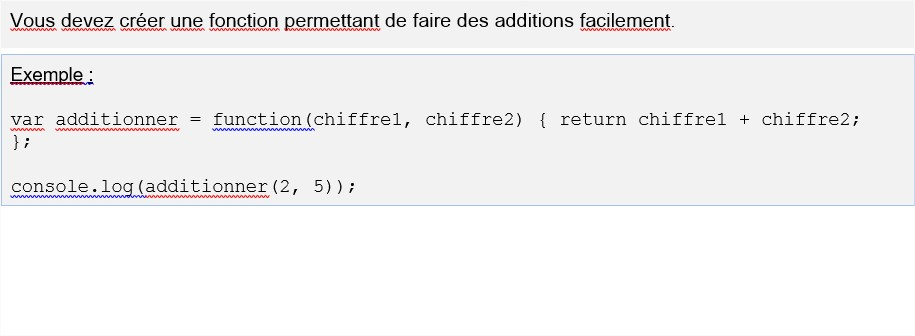 Vous devez créer une fonction permettant de faire des additions facilement.
Exemple :
var additionner = function(chiffre1, chiffre2) { return chiffre1 + chiffre2;
};
console.log(additionner(2, 5));